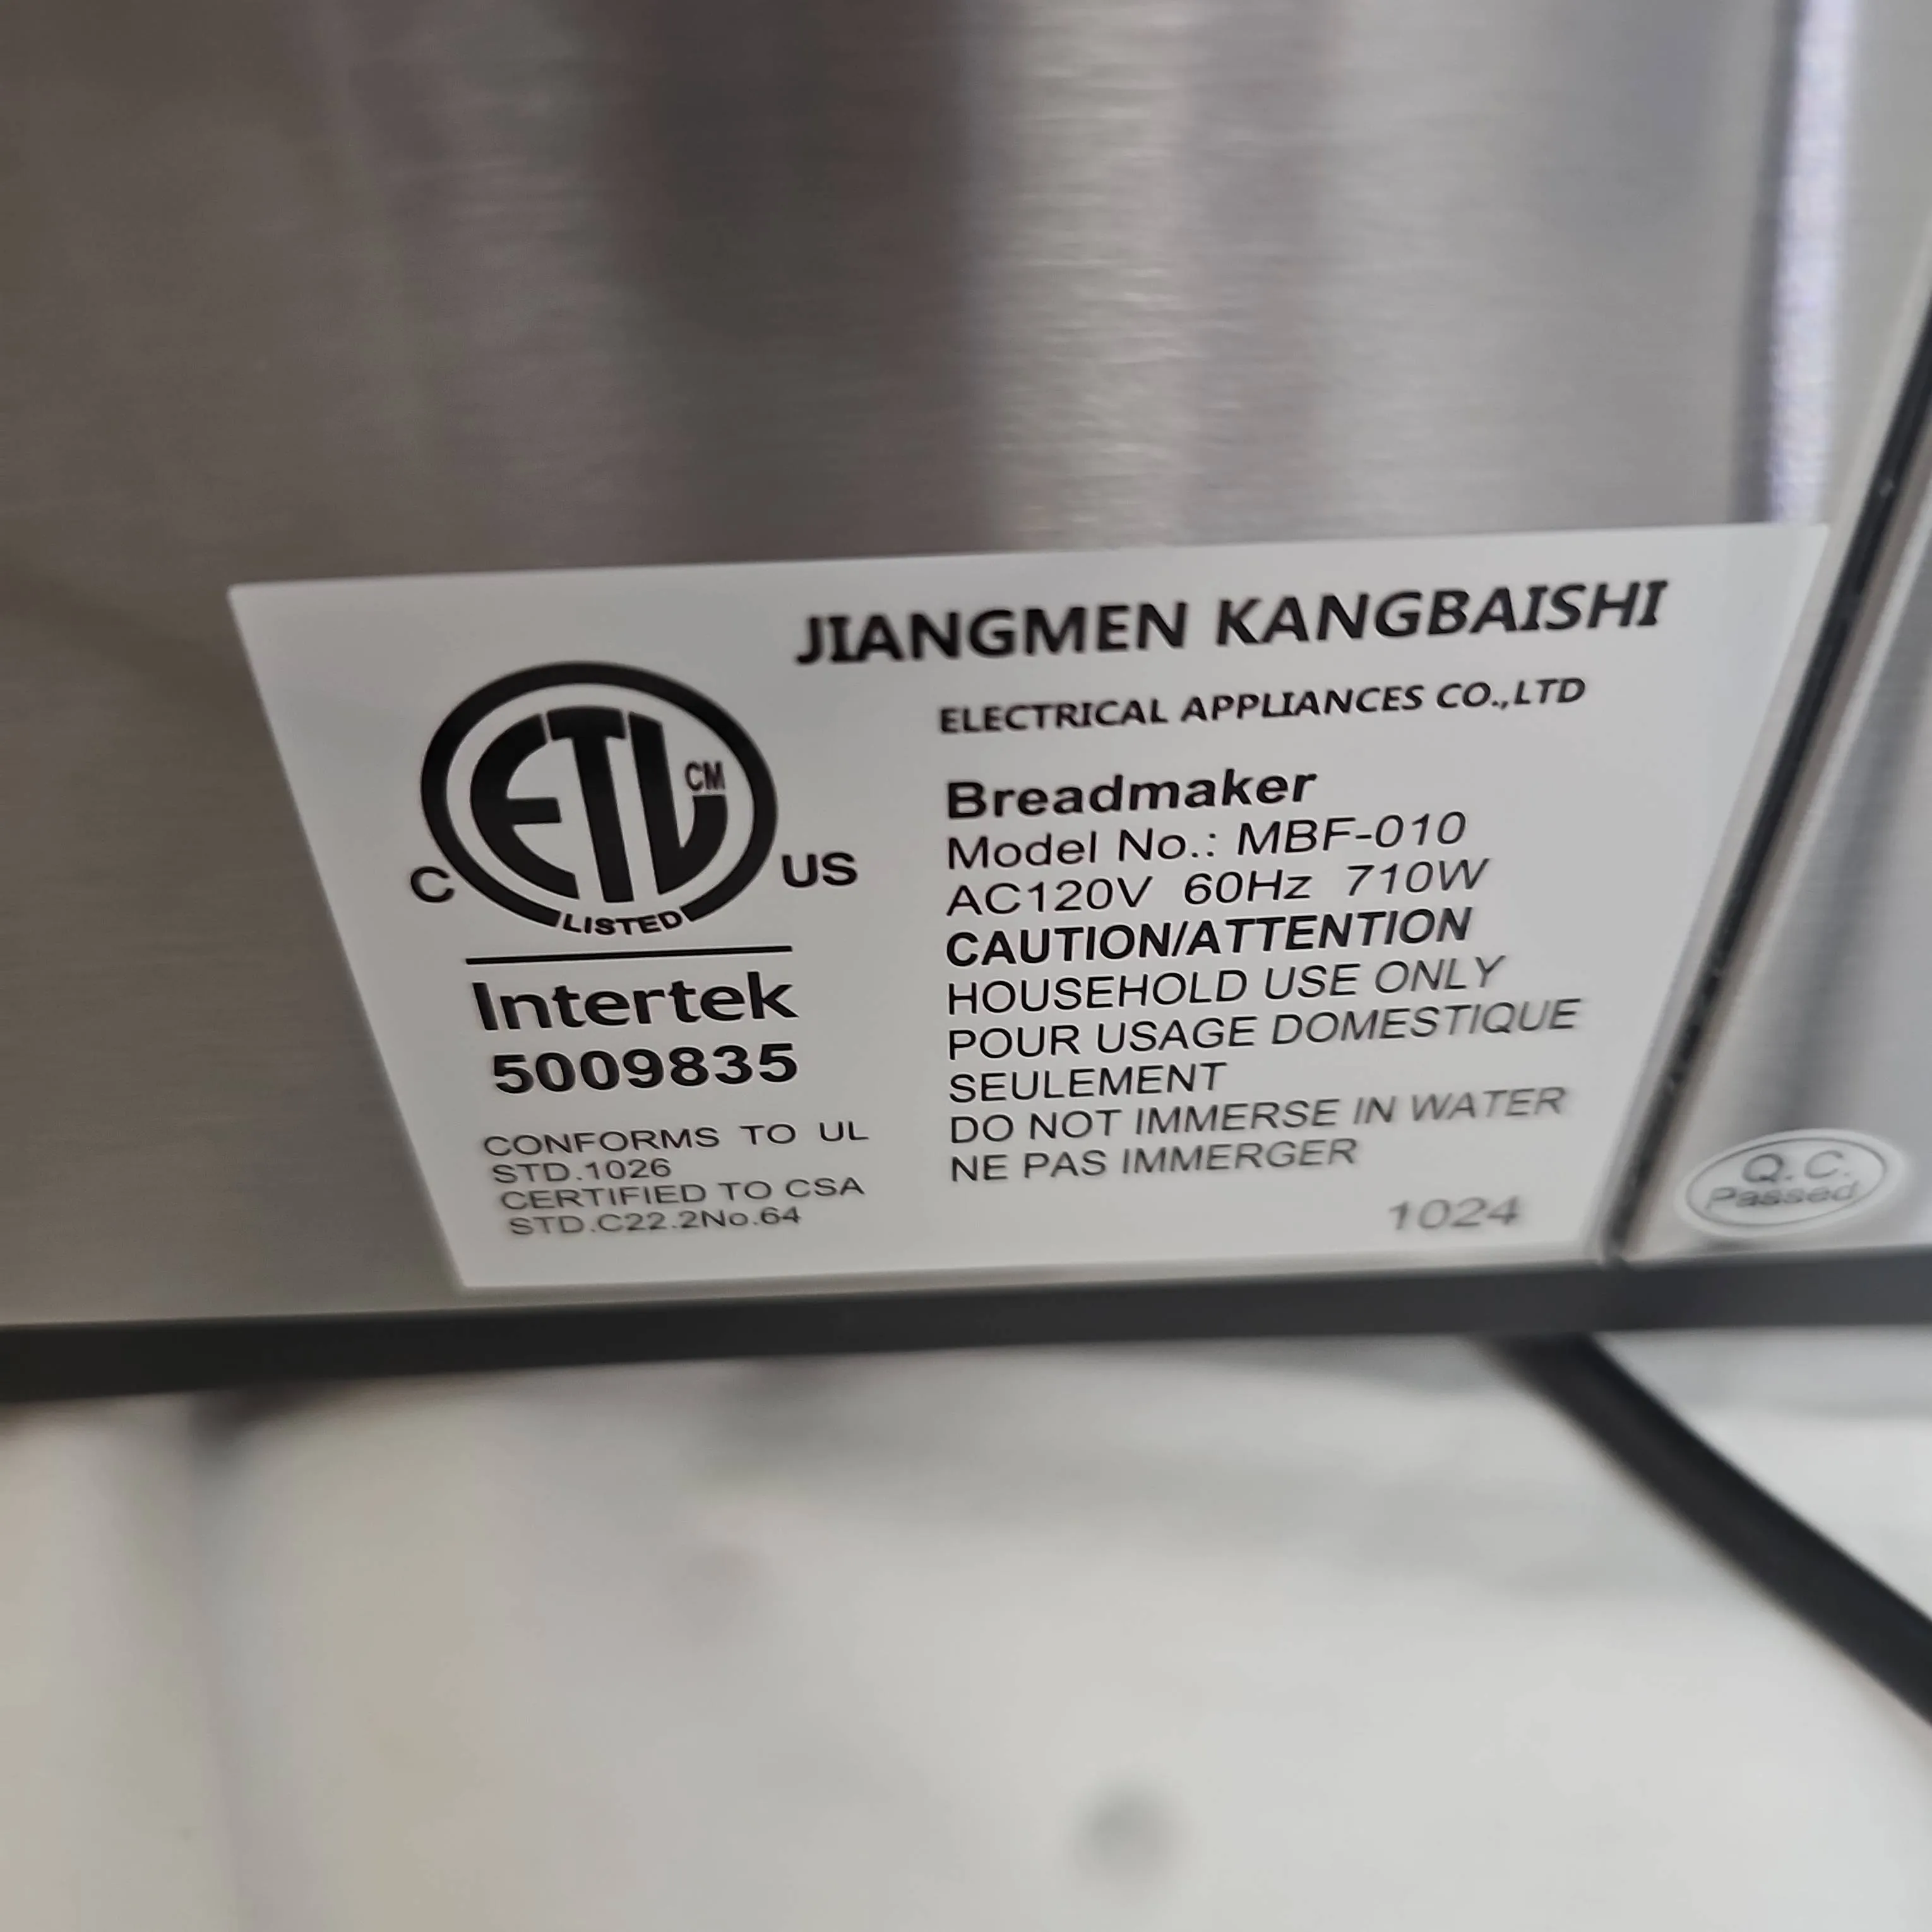 JIANGMEN KANGBAISHI
ELECTRICAL APPLIANCES CO.,LTD
ETL CM
C US
LISTED
Intertek
5009835
CONFORMS TO UL
STD.1026
CERTIFIED TO CSA
STD.C22.2No.64
Breadmaker
Model No.: MBF-010
AC120V 60Hz 710W
CAUTION/ATTENTION
HOUSEHOLD USE ONLY
POUR USAGE DOMESTIQUE
SEULEMENT
DO NOT IMMERSE IN WATER
NE PAS IMMERGER
1024
Q.C.
Passed